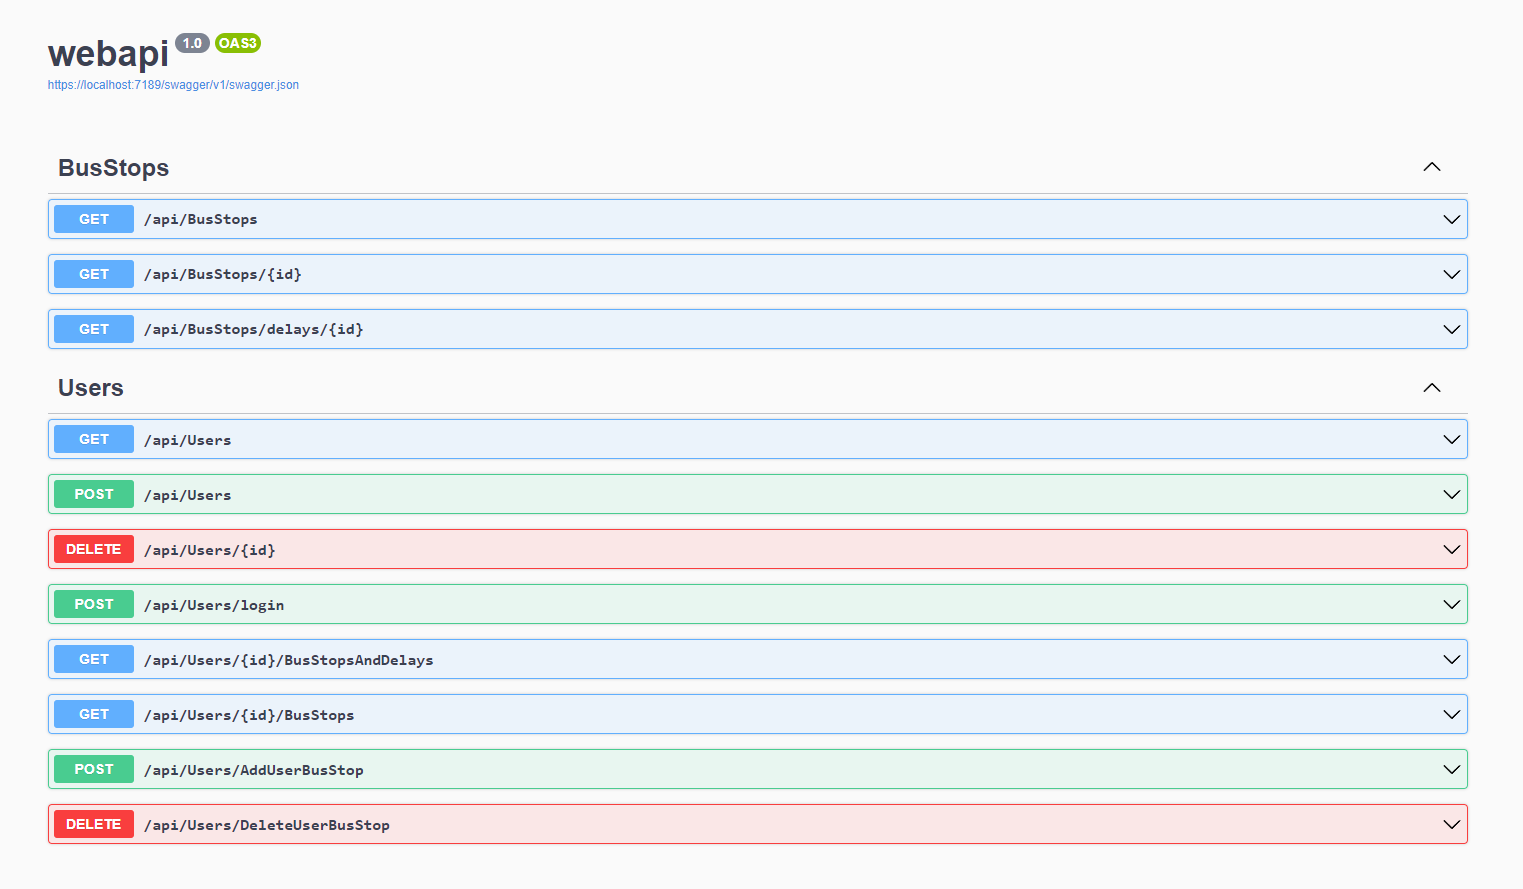 webapi 1.0 OAS3
https://localhost:7189/swagger/v1/swagger.json
BusStops
GET /api/BusStops
GET /api/BusStops/{id}
GET /api/BusStops/delays/{id}
Users
GET /api/Users
POST /api/Users
DELETE /api/Users/{id}
POST /api/Users/login
GET /api/Users/{id}/BusStopsAndDelays
GET /api/Users/{id}/BusStops
POST /api/Users/AddUserBusStop
DELETE /api/Users/DeleteUserBusStop